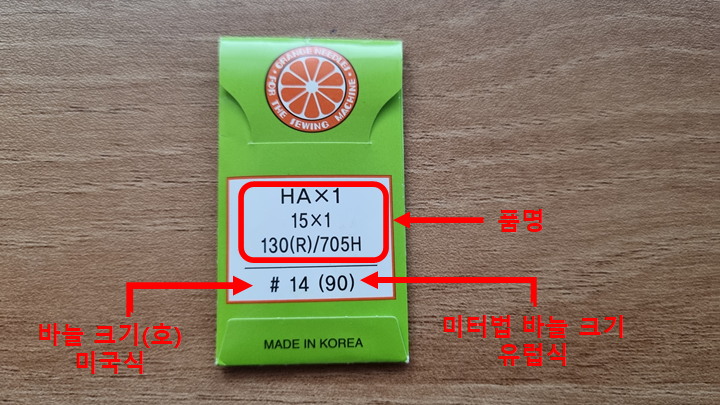 ORANGE NEEDLES
FOR THE SEWING MACHINE
HA×1
15×1
130(R)/705H
품명
# 14 (90)
바늘 크기(호)
미국식
미터법 바늘 크기
유럽식
MADE IN KOREA